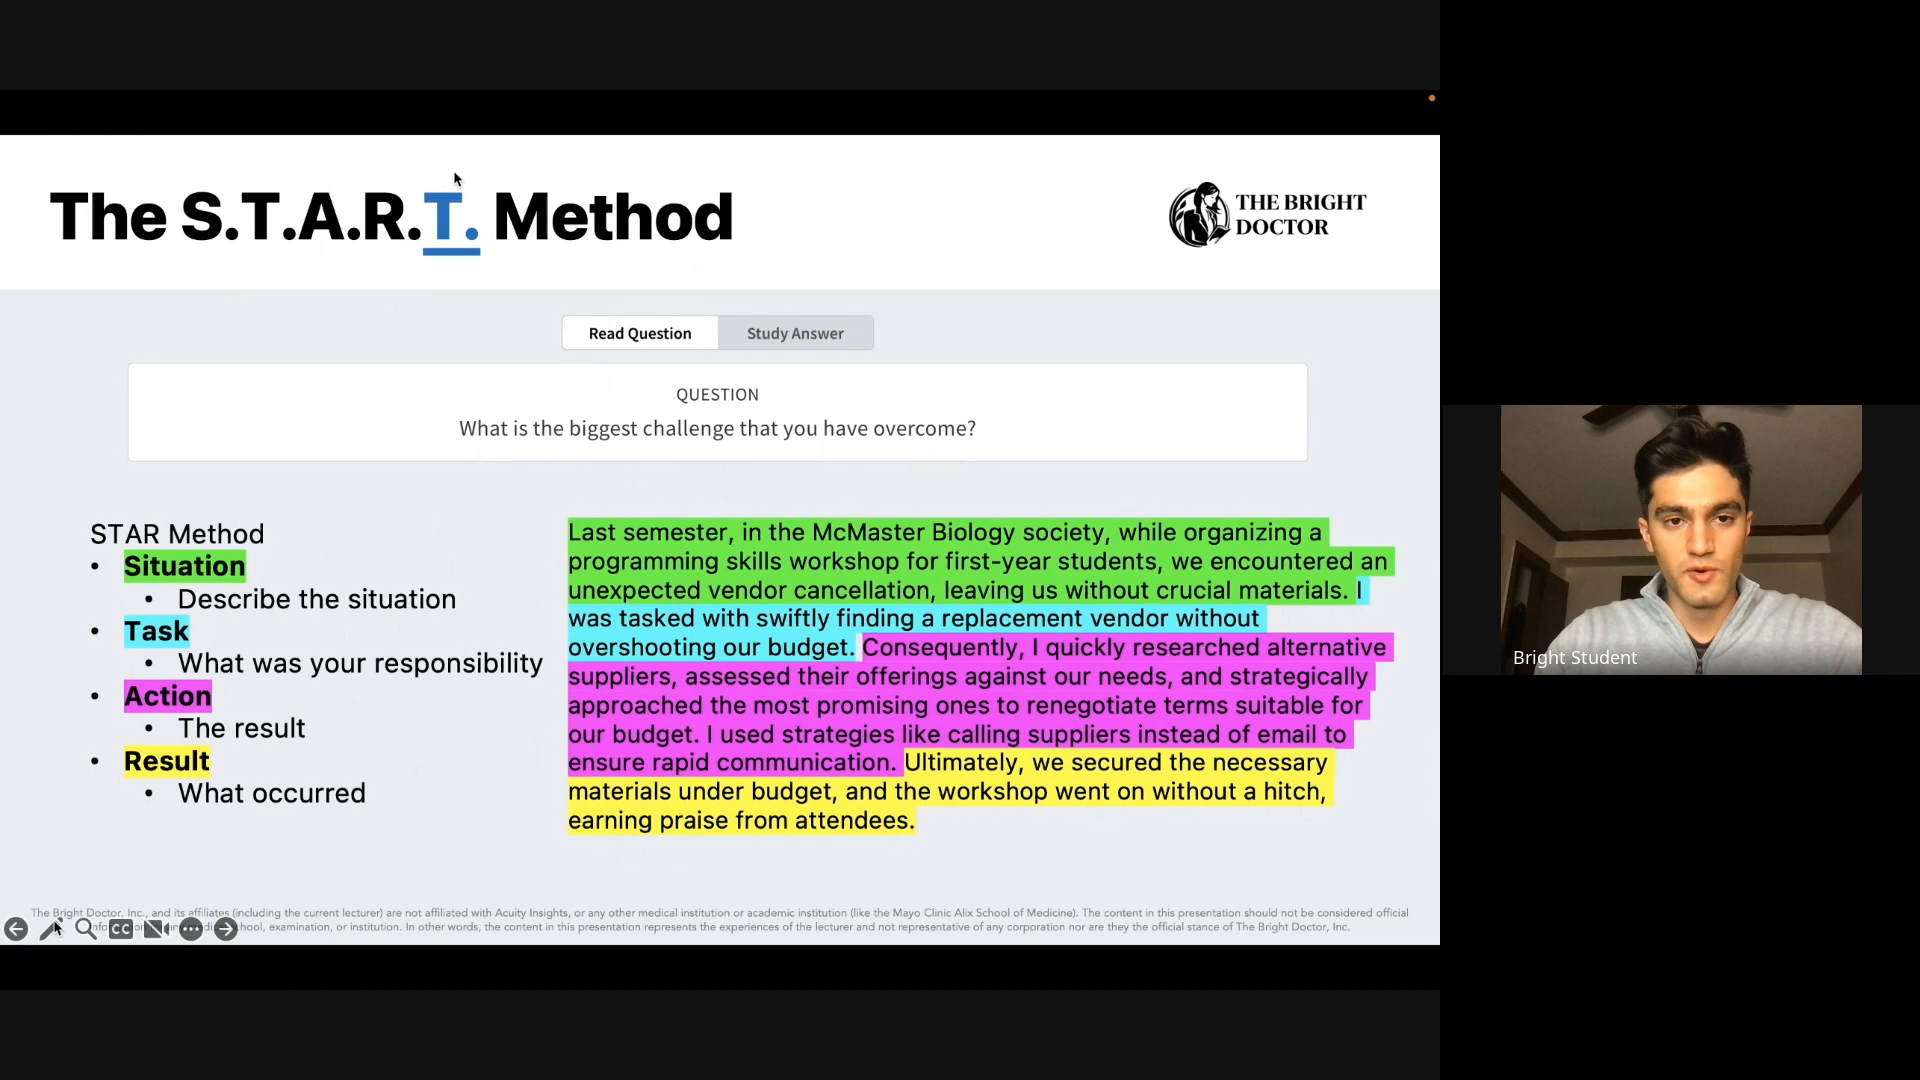 The S.T.A.R.T. Method
THE BRIGHT
DOCTOR
Read Question
Study Answer
QUESTION
What is the biggest challenge that you have overcome?
STAR Method
• Situation
• Describe the situation
• Task
• What was your responsibility
• Action
• The result
• Result
• What occurred
Last semester, in the McMaster Biology society, while organizing a
programming skills workshop for first-year students, we encountered an
unexpected vendor cancellation, leaving us without crucial materials. I
was tasked with swiftly finding a replacement vendor without
overshooting our budget. Consequently, I quickly researched alternative
suppliers, assessed their offerings against our needs, and strategically
approached the most promising ones to renegotiate terms suitable for
our budget. I used strategies like calling suppliers instead of email to
ensure rapid communication. Ultimately, we secured the necessary
materials under budget, and the workshop went on without a hitch,
earning praise from attendees.
Bright Student
The Bright Doctor, Inc., and its affiliates (including the current lecturer) are not affiliated with Acuity Insights, or any other medical institution or academic institution (like the Mayo Clinic Alix School of Medicine). The content in this presentation should not be considered official
examination, or institution. In other words, the content in this presentation represents the experiences of the lecturer and not representative of any corporation nor are they the official stance of The Bright Doctor, Inc.
CC